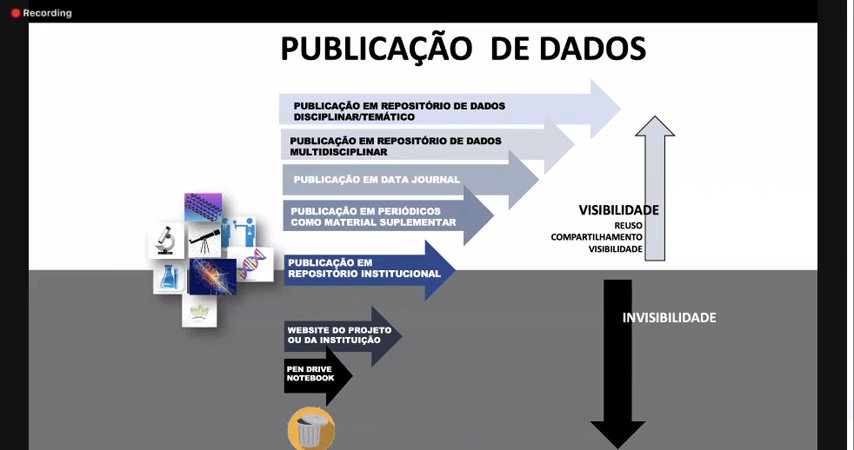 Recording
PUBLICAÇÃO DE DADOS
PUBLICAÇÃO EM REPOSITÓRIO DE DADOS
DISCIPLINAR/TEMÁTICO
PUBLICAÇÃO EM REPOSITÓRIO DE DADOS
MULTIDISCIPLINAR
PUBLICAÇÃO EM DATA JOURNAL
PUBLICAÇÃO EM PERIÓDICOS
COMO MATERIAL SUPLEMENTAR
PUBLICAÇÃO EM
REPOSITÓRIO INSTITUCIONAL
WEBSITE DO PROJETO
OU DA INSTITUIÇÃO
PEN DRIVE
NOTEBOOK
VISIBILIDADE
REUSO
COMPARTILHAMENTO
VISIBILIDADE
INVISIBILIDADE